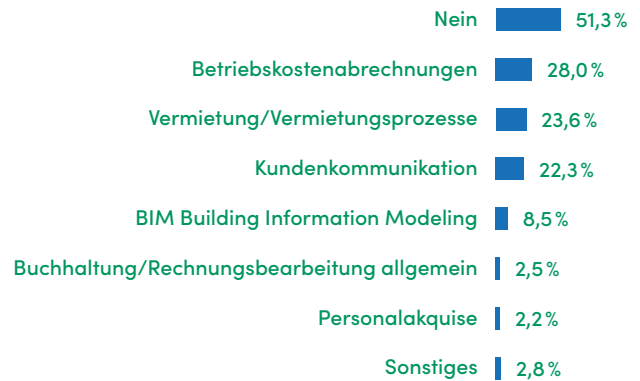 Nein 51,3 %
Betriebskostenabrechnungen 28,0 %
Vermietung/Vermietungsprozesse 23,6 %
Kundenkommunikation 22,3 %
BIM Building Information Modeling 8,5 %
Buchhaltung/Rechnungsbearbeitung allgemein 2,5 %
Personalakquise 2,2 %
Sonstiges 2,8 %